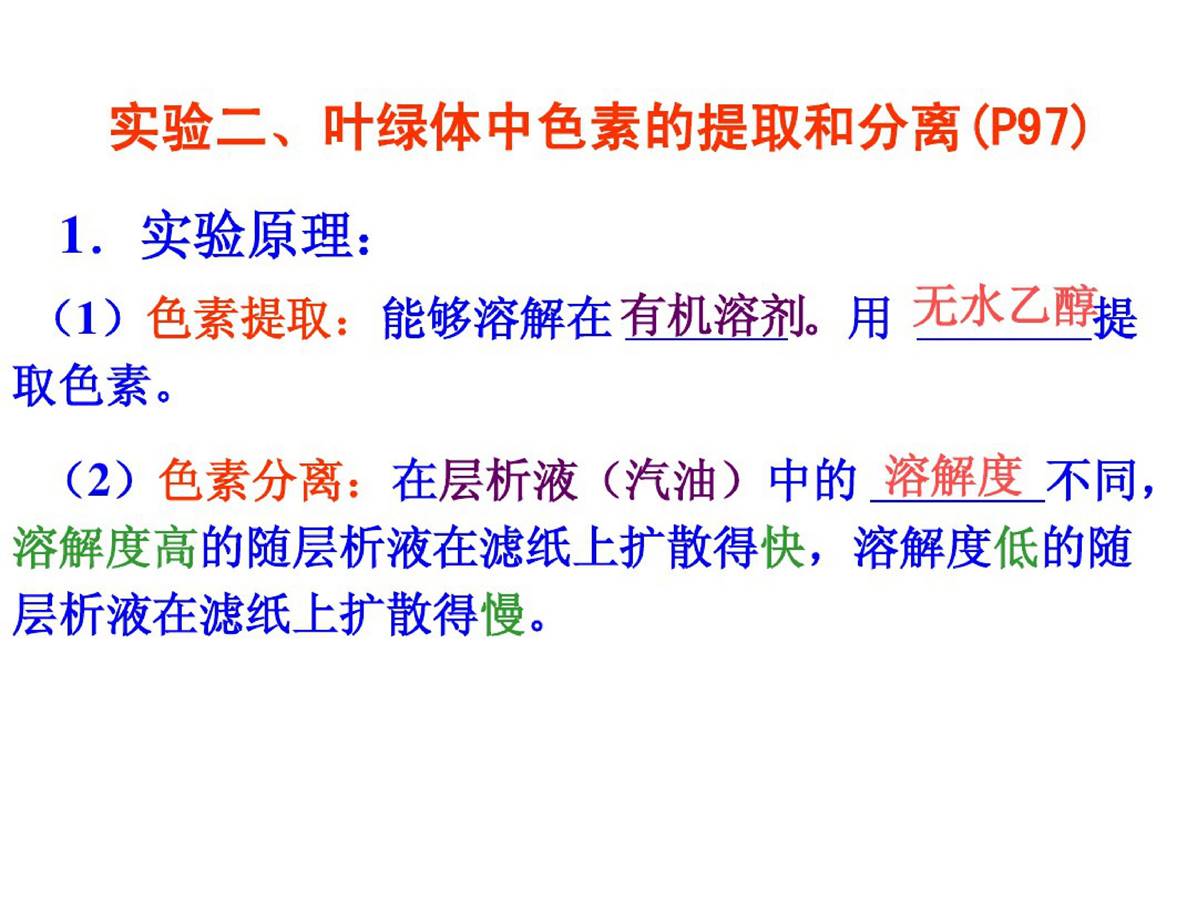 实验二、叶绿体中色素的提取和分离(P97)
1．实验原理：
（1）色素提取：能够溶解在有机溶剂。用 无水乙醇提
取色素。
（2）色素分离：在层析液（汽油）中的 溶解度 不同，
溶解度高的随层析液在滤纸上扩散得快，溶解度低的随
层析液在滤纸上扩散得慢。